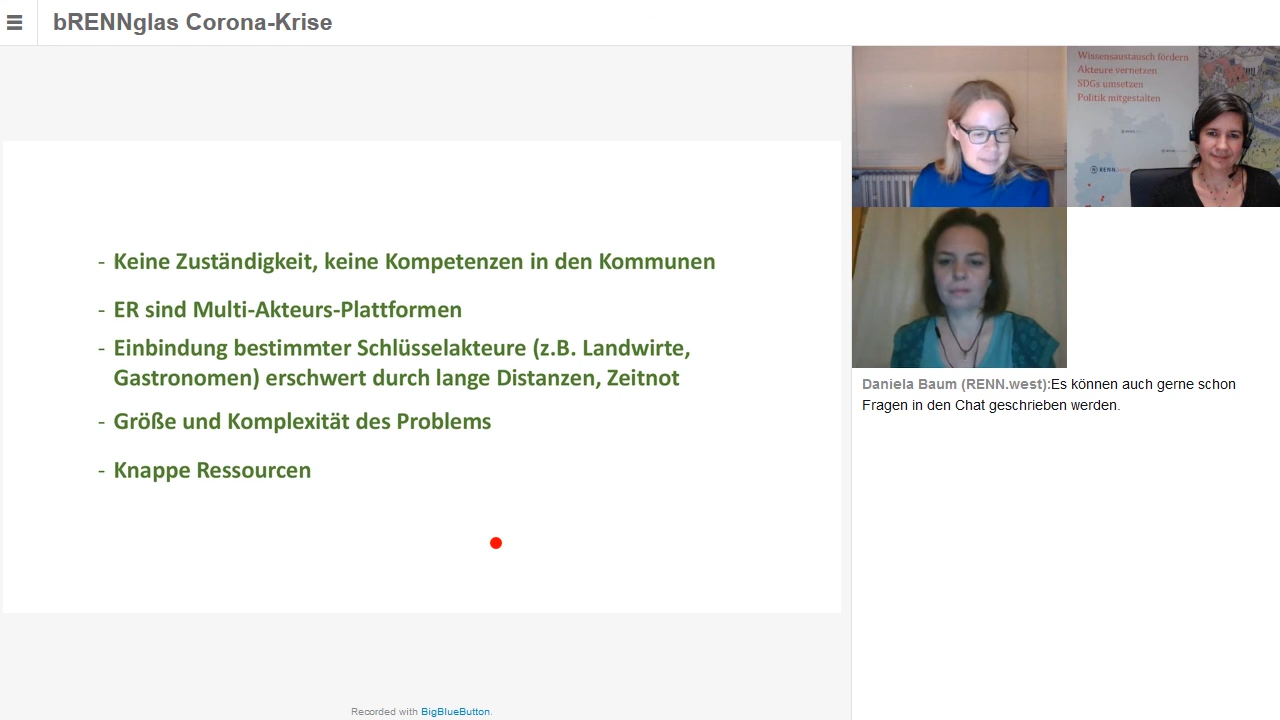 bRENNglas Corona-Krise
Wissensaustausch fördern
Akteure vernetzen
SDGs umsetzen
Politik mitgestalten
RENN
- Keine Zuständigkeit, keine Kompetenzen in den Kommunen
- ER sind Multi-Akteurs-Plattformen
- Einbindung bestimmter Schlüsselakteure (z.B. Landwirte,
Gastronomen) erschwert durch lange Distanzen, Zeitnot
- Größe und Komplexität des Problems
- Knappe Ressourcen
Daniela Baum (RENN.west):Es können auch gerne schon
Fragen in den Chat geschrieben werden.
Recorded with BigBlueButton.